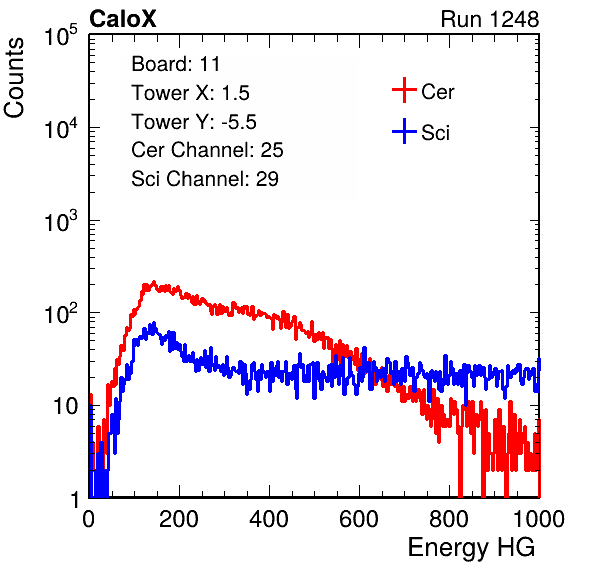 CaloX Run 1248
Counts
10^5
10^4
10^3
10^2
10
1
Board: 11
Tower X: 1.5
Tower Y: -5.5
Cer Channel: 25
Sci Channel: 29
Cer
Sci
0 200 400 600 800 1000
Energy HG